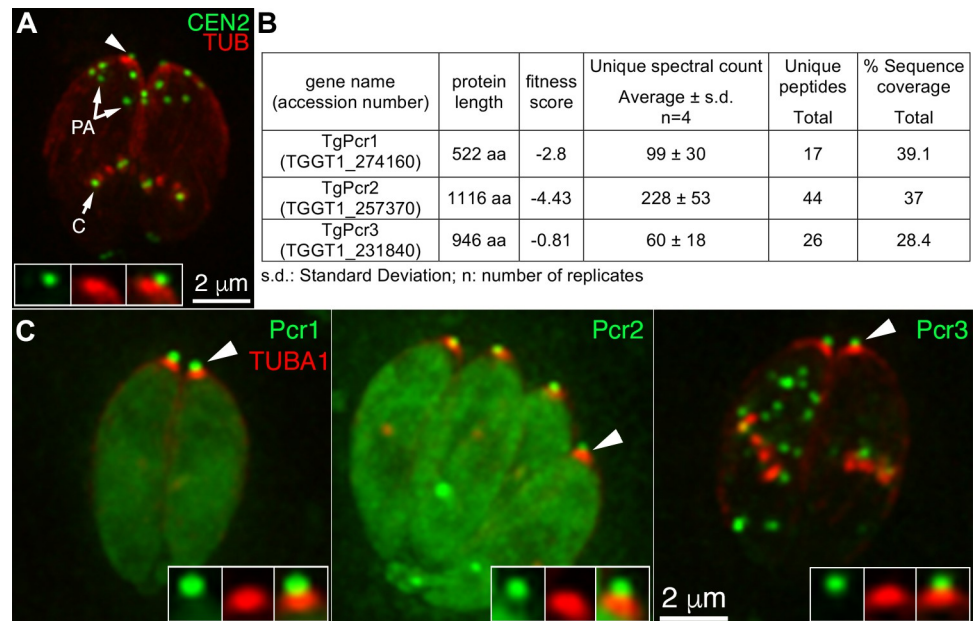 A
CEN2
TUB
PA
C
2 μm
B
gene name (accession number) protein length fitness score Unique spectral count Average ± s.d. n=4 Unique peptides Total % Sequence coverage Total
TgPcr1 (TGGT1_274160) 522 aa -2.8 99 ± 30 17 39.1
TgPcr2 (TGGT1_257370) 1116 aa -4.43 228 ± 53 44 37
TgPcr3 (TGGT1_231840) 946 aa -0.81 60 ± 18 26 28.4
s.d.: Standard Deviation; n: number of replicates
C
Pcr1
TUBA1
Pcr2
Pcr3
2 μm